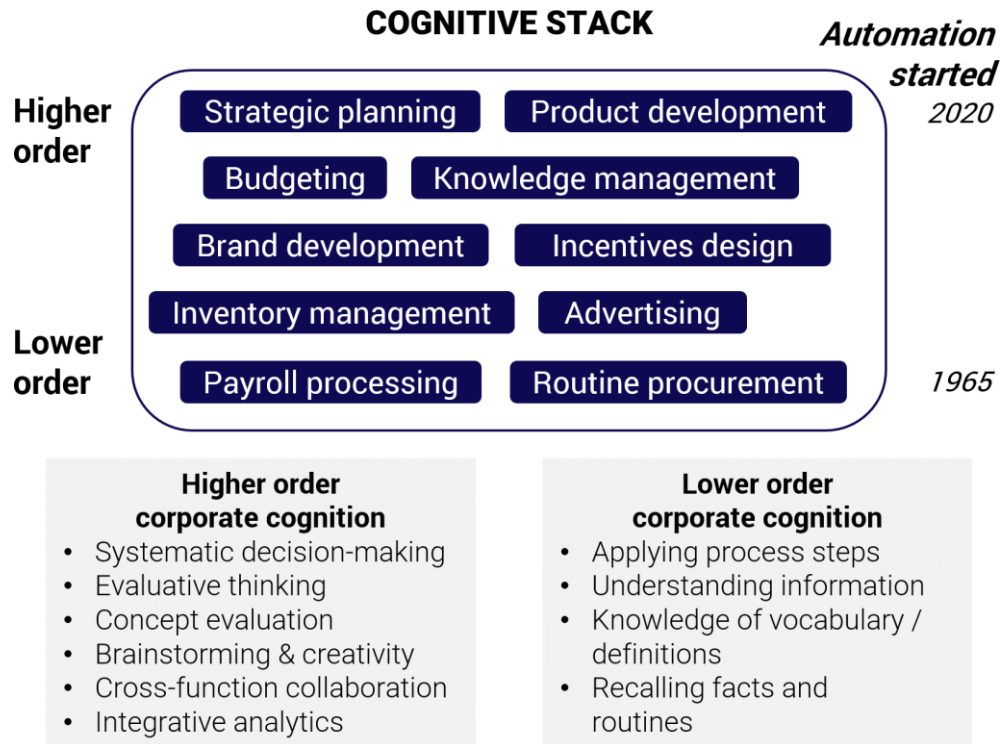 COGNITIVE STACK
Automation
started
2020
Higher
order
Strategic planning
Product development
Budgeting
Knowledge management
Brand development
Incentives design
Inventory management
Advertising
Lower
order
Payroll processing
Routine procurement
1965
Higher order
corporate cognition
• Systematic decision-making
• Evaluative thinking
• Concept evaluation
• Brainstorming & creativity
• Cross-function collaboration
• Integrative analytics
Lower order
corporate cognition
• Applying process steps
• Understanding information
• Knowledge of vocabulary /
definitions
• Recalling facts and
routines